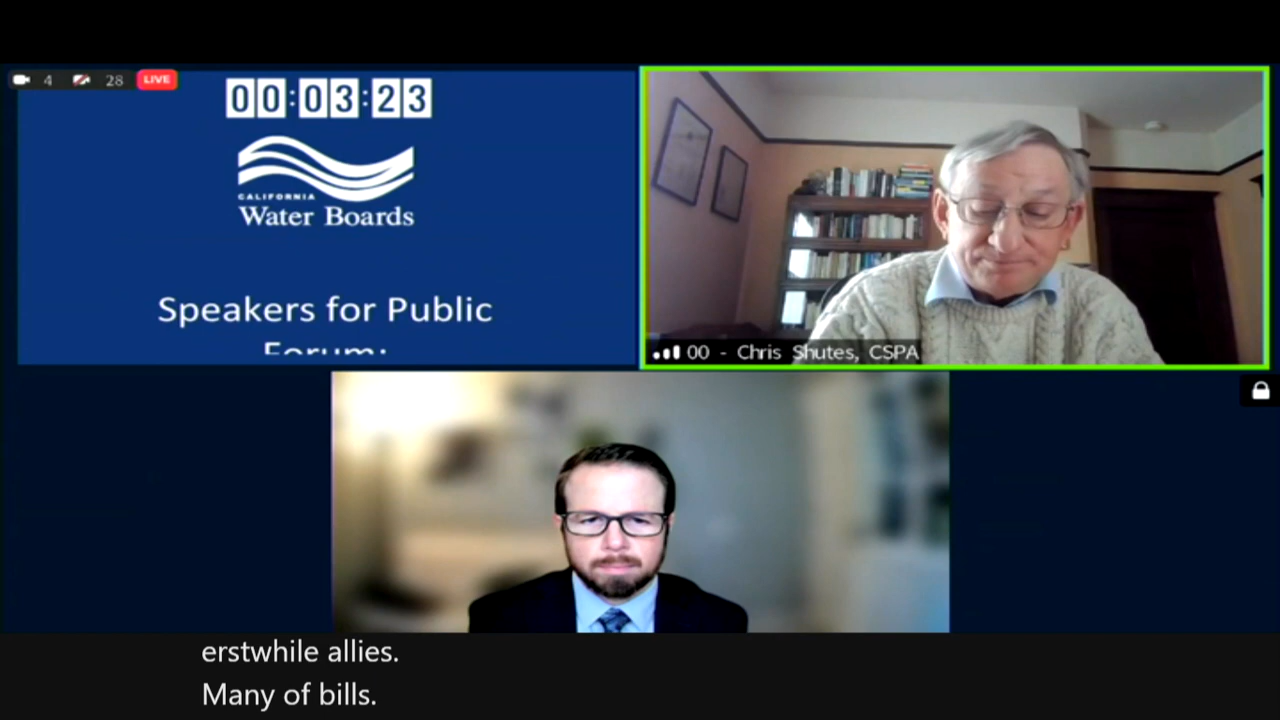 4 28 LIVE
00:03:23
CALIFORNIA
Water Boards
Speakers for Public
Forum:
00 - Chris Shutes, CSPA
erstwhile allies.
Many of bills.